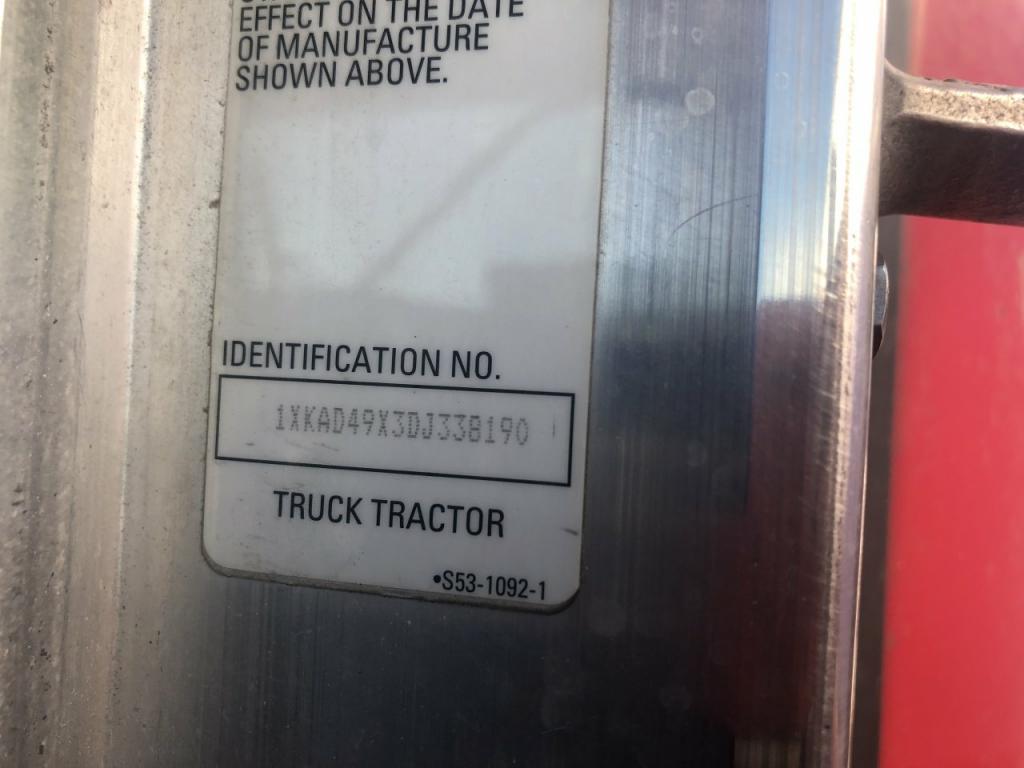 EFFECT ON THE DATE
OF MANUFACTURE
SHOWN ABOVE.
IDENTIFICATION NO.
1XKAD49X3DJ338190
TRUCK TRACTOR
•S53-1092-1